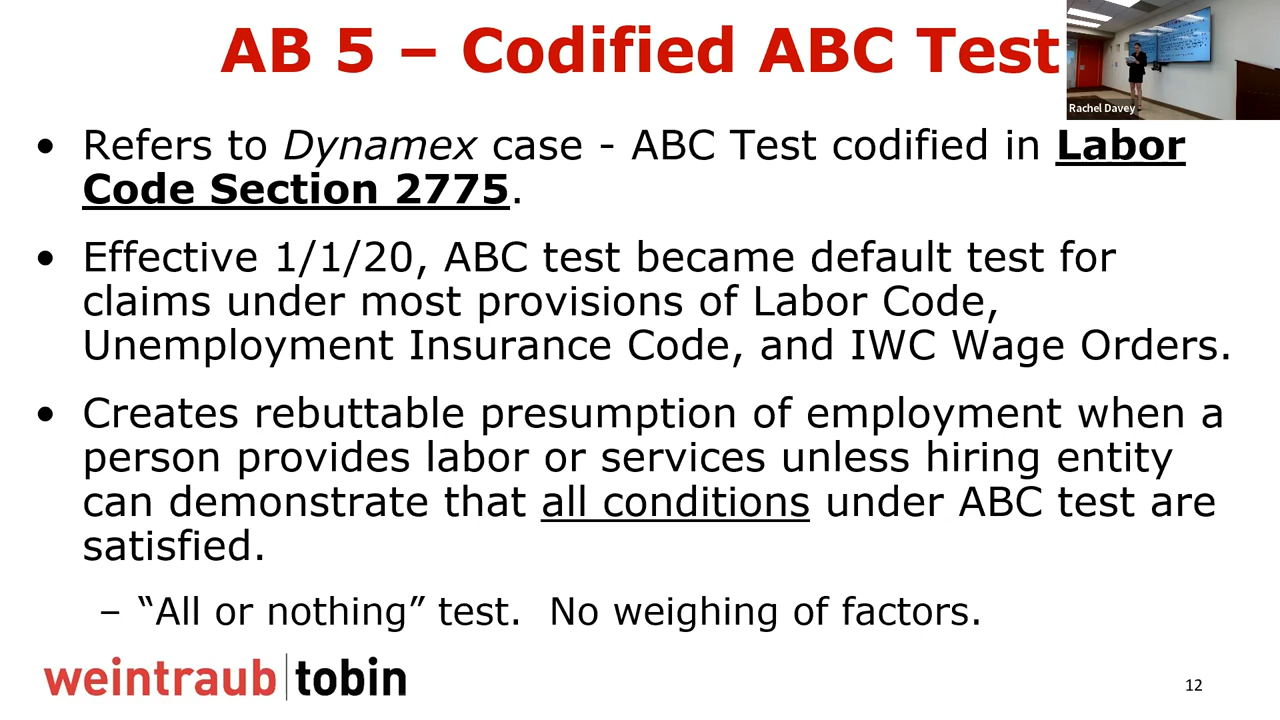 AB 5 – Codified ABC Test
Rachel Davey
• Refers to Dynamex case - ABC Test codified in Labor
Code Section 2775.
• Effective 1/1/20, ABC test became default test for
claims under most provisions of Labor Code,
Unemployment Insurance Code, and IWC Wage Orders.
• Creates rebuttable presumption of employment when a
person provides labor or services unless hiring entity
can demonstrate that all conditions under ABC test are
satisfied.
– “All or nothing” test.  No weighing of factors.
weintraub tobin
12